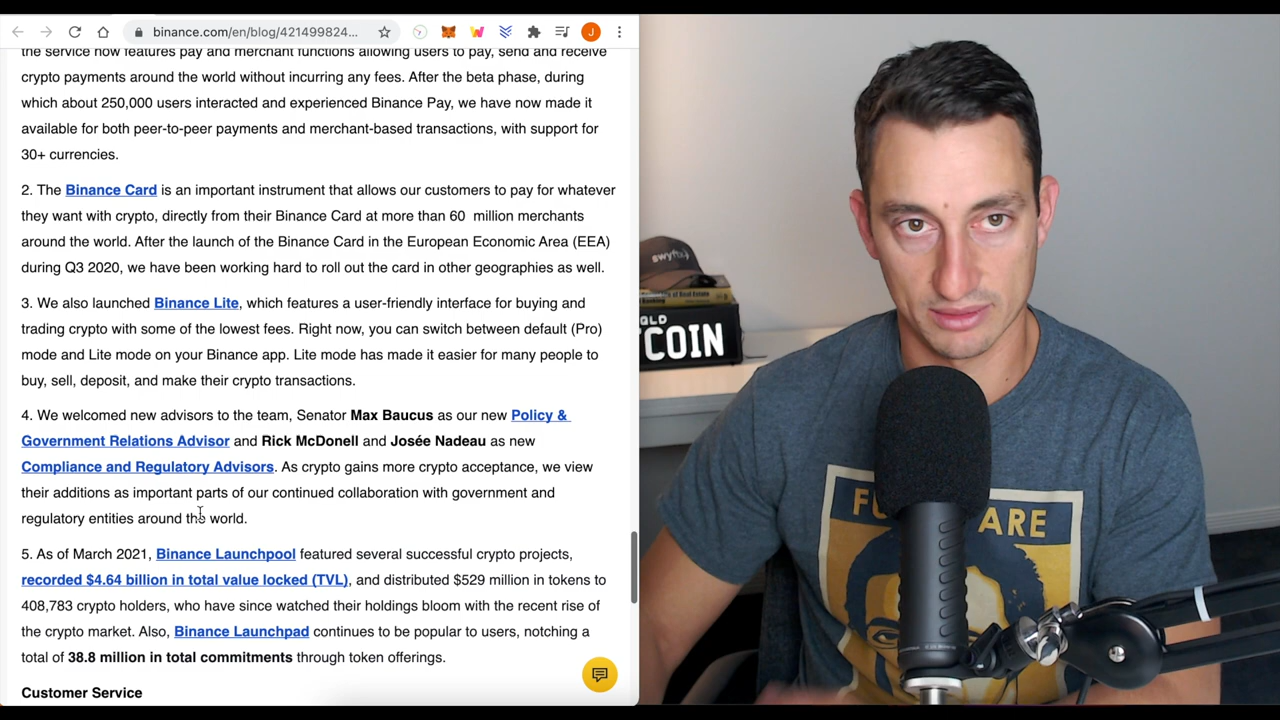 binance.com/en/blog/421499824...
J
the service now features pay and merchant functions allowing users to pay, send and receive
crypto payments around the world without incurring any fees. After the beta phase, during
which about 250,000 users interacted and experienced Binance Pay, we have now made it
available for both peer-to-peer payments and merchant-based transactions, with support for
30+ currencies.
2. The Binance Card is an important instrument that allows our customers to pay for whatever
they want with crypto, directly from their Binance Card at more than 60 million merchants
around the world. After the launch of the Binance Card in the European Economic Area (EEA)
during Q3 2020, we have been working hard to roll out the card in other geographies as well.
3. We also launched Binance Lite, which features a user-friendly interface for buying and
trading crypto with some of the lowest fees. Right now, you can switch between default (Pro)
mode and Lite mode on your Binance app. Lite mode has made it easier for many people to
buy, sell, deposit, and make their crypto transactions.
4. We welcomed new advisors to the team, Senator Max Baucus as our new Policy &
Government Relations Advisor and Rick McDonell and Josée Nadeau as new
Compliance and Regulatory Advisors. As crypto gains more crypto acceptance, we view
their additions as important parts of our continued collaboration with government and
regulatory entities around the world.
5. As of March 2021, Binance Launchpool featured several successful crypto projects,
recorded $4.64 billion in total value locked (TVL), and distributed $529 million in tokens to
408,783 crypto holders, who have since watched their holdings bloom with the recent rise of
the crypto market. Also, Binance Launchpad continues to be popular to users, notching a
total of 38.8 million in total commitments through token offerings.
Customer Service
swyftx
QLD
TCOIN
FU ARE